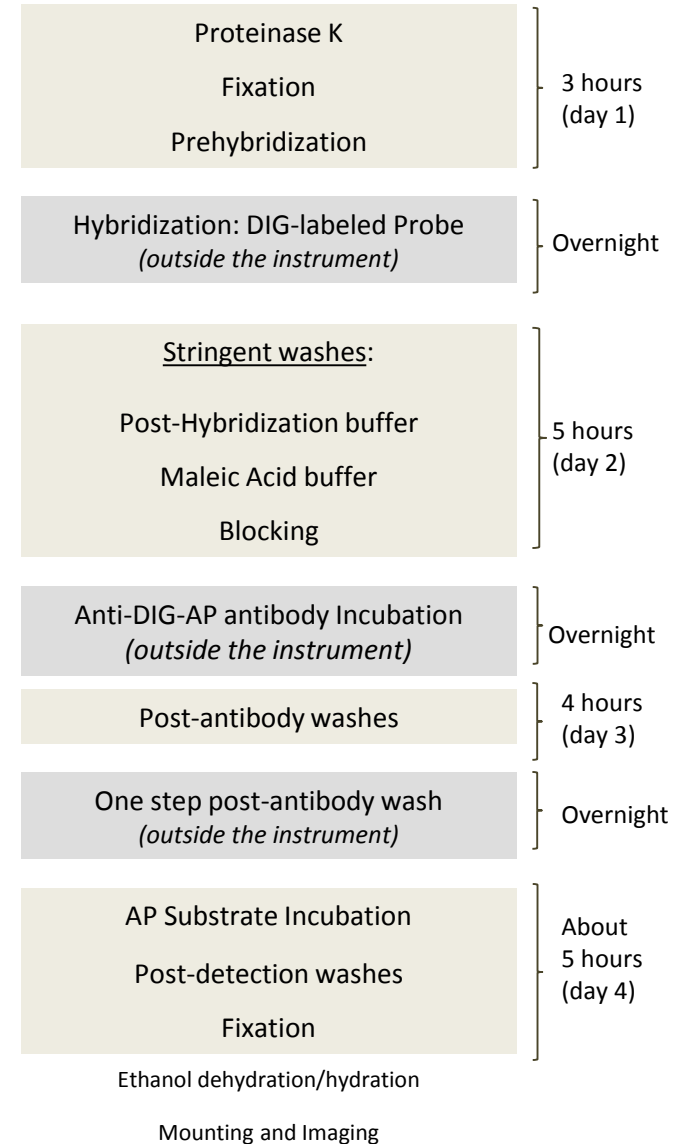 Proteinase K
Fixation
Prehybridization
3 hours
(day 1)
Hybridization: DIG-labeled Probe
(outside the instrument)
Overnight
Stringent washes:
Post-Hybridization buffer
Maleic Acid buffer
Blocking
5 hours
(day 2)
Anti-DIG-AP antibody Incubation
(outside the instrument)
Overnight
Post-antibody washes
4 hours
(day 3)
One step post-antibody wash
(outside the instrument)
Overnight
AP Substrate Incubation
Post-detection washes
Fixation
About
5 hours
(day 4)
Ethanol dehydration/hydration
Mounting and Imaging